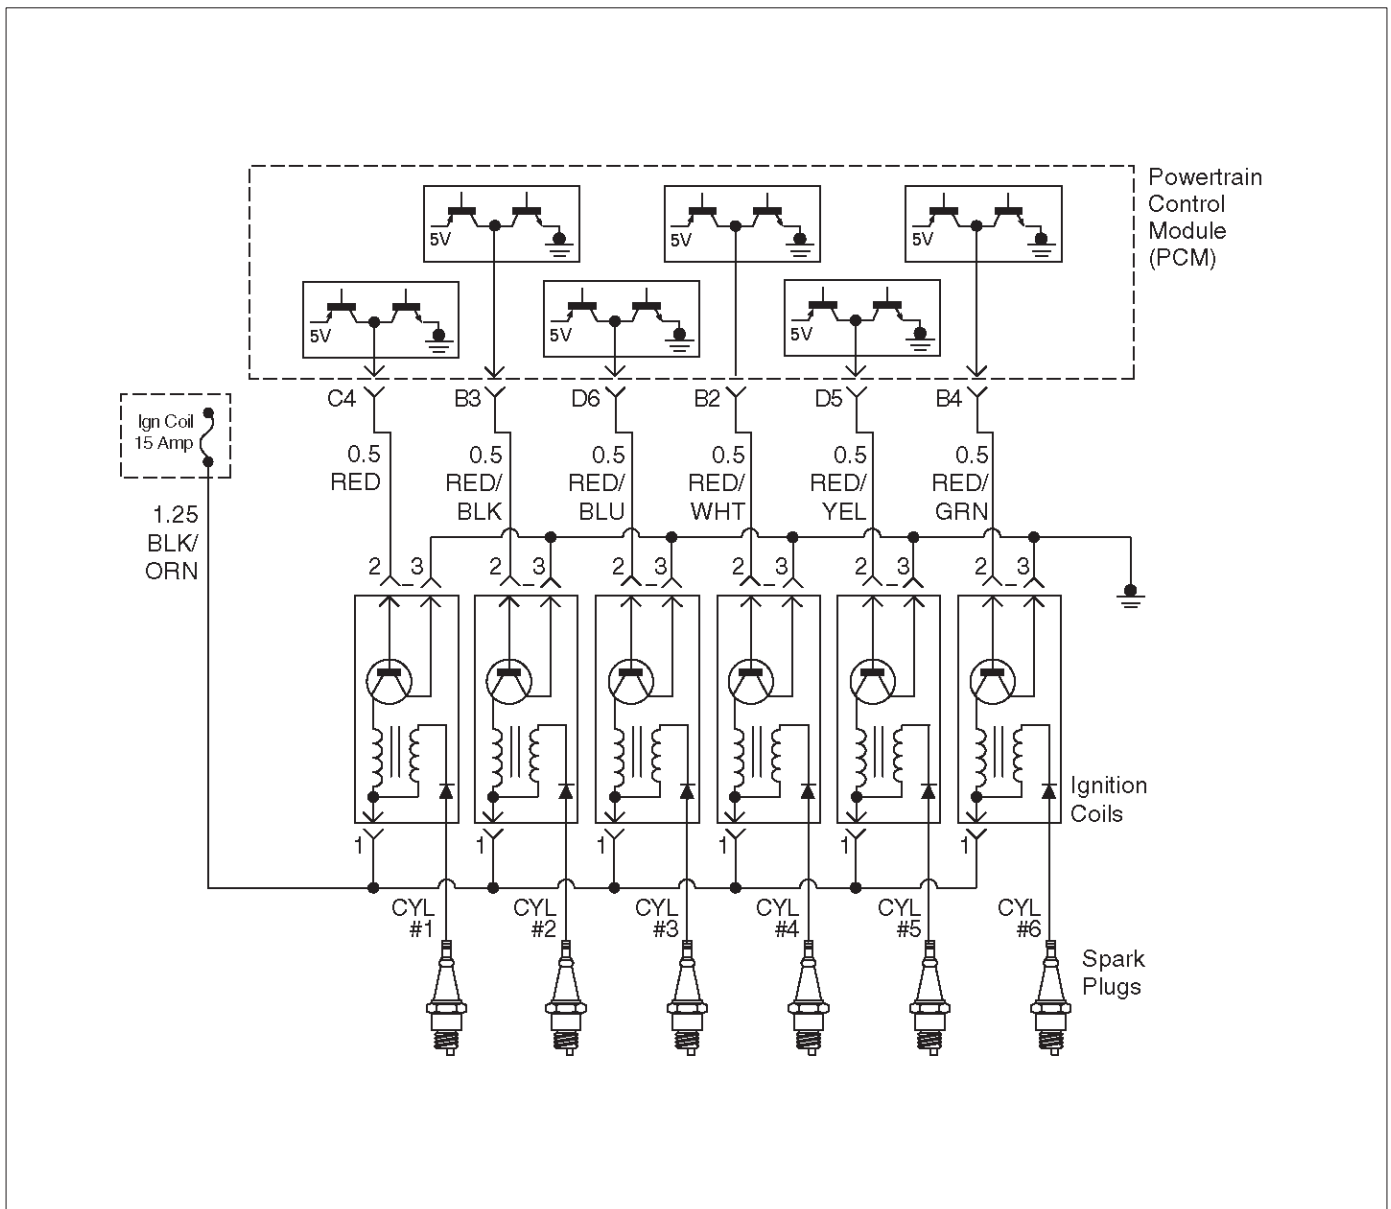 Powertrain
Control
Module
(PCM)
5V
5V
5V
5V
5V
5V
C4
B3
D6
B2
D5
B4
Ign Coil
15 Amp
0.5
RED
0.5
RED/
BLK
0.5
RED/
BLU
0.5
RED/
WHT
0.5
RED/
YEL
0.5
RED/
GRN
1.25
BLK/
ORN
2 3
2 3
2 3
2 3
2 3
2 3
Ignition
Coils
1
1
1
1
1
1
CYL
#1
CYL
#2
CYL
#3
CYL
#4
CYL
#5
CYL
#6
Spark
Plugs